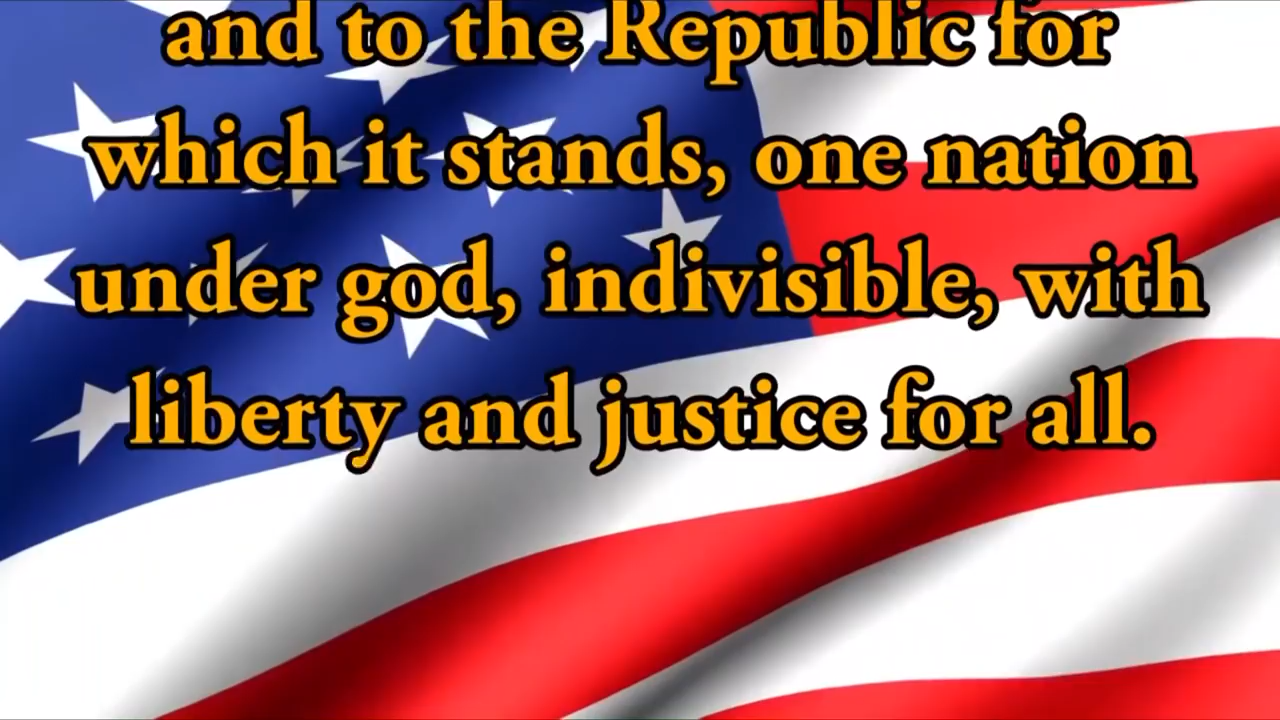 and to the Republic for
which it stands, one nation
under god, indivisible, with
liberty and justice for all.